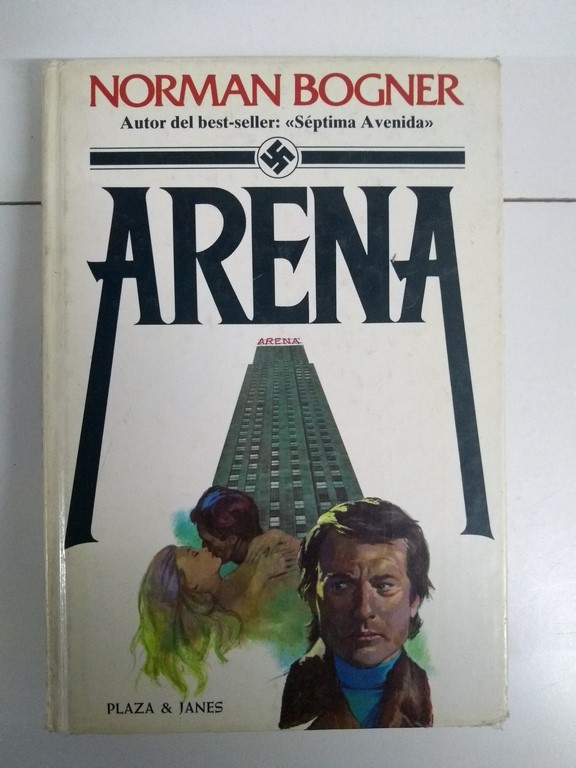 NORMAN BOGNER
Autor del best-seller: «Séptima Avenida»
ARENA
ARENA
PLAZA & JANES